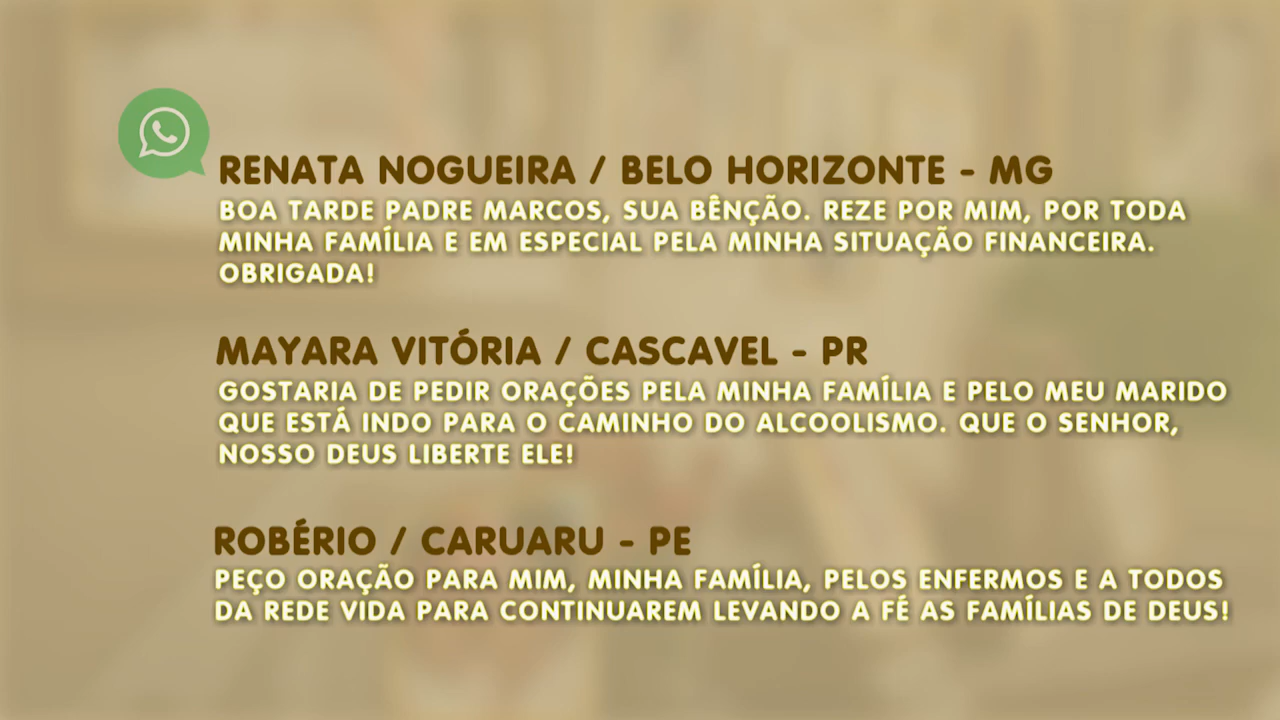 RENATA NOGUEIRA / BELO HORIZONTE - MG
BOA TARDE PADRE MARCOS, SUA BÊNÇÃO. REZE POR MIM, POR TODA
MINHA FAMÍLIA E EM ESPECIAL PELA MINHA SITUAÇÃO FINANCEIRA.
OBRIGADA!
MAYARA VITÓRIA / CASCAVEL - PR
GOSTARIA DE PEDIR ORAÇÕES PELA MINHA FAMÍLIA E PELO MEU MARIDO
QUE ESTÁ INDO PARA O CAMINHO DO ALCOOLISMO. QUE O SENHOR,
NOSSO DEUS LIBERTE ELE!
ROBÉRIO / CARUARU - PE
PEÇO ORAÇÃO PARA MIM, MINHA FAMÍLIA, PELOS ENFERMOS E A TODOS
DA REDE VIDA PARA CONTINUAREM LEVANDO A FÉ AS FAMÍLIAS DE DEUS!